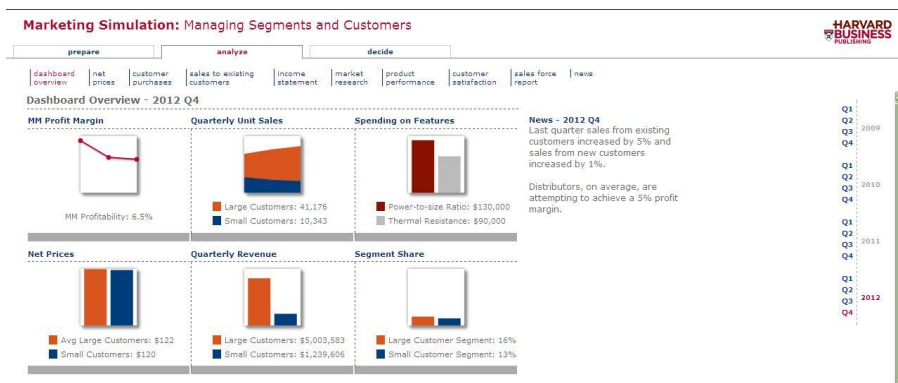 Marketing Simulation: Managing Segments and Customers
HARVARD
BUSINESS
PUBLISHING
prepare
analyze
decide
dashboard
overview
net
prices
customer
purchases
sales to existing
customers
income
statement
market
research
product
performance
customer
satisfaction
sales force
report
news
Dashboard Overview - 2012 Q4
MM Profit Margin
MM Profitability: 6.5%
Quarterly Unit Sales
Large Customers: 41,176
Small Customers: 10,343
Spending on Features
Power-to-size Ratio: $130,000
Thermal Resistance: $90,000
News - 2012 Q4
Last quarter sales from existing
customers increased by 5% and
sales from new customers
increased by 1%.
Distributors, on average, are
attempting to achieve a 5% profit
margin.
Net Prices
Avg Large Customers: $122
Small Customers: $120
Quarterly Revenue
Large Customers: $5,003,583
Small Customers: $1,239,606
Segment Share
Large Customer Segment: 16%
Small Customer Segment: 13%
Q1
Q2
Q3
Q4
2009
Q1
Q2
Q3
Q4
2010
Q1
Q2
Q3
Q4
2011
Q1
Q2
Q3
Q4
2012